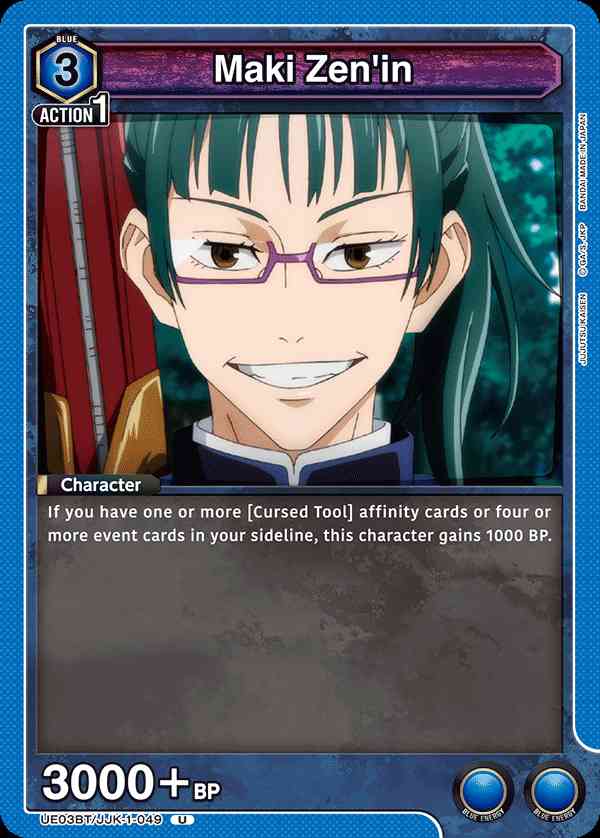 BLUE
3
ACTION 1
Maki Zen'in
JUJUTSU KAISEN © GA/S, JKP BANDAI MADE IN JAPAN
Character
If you have one or more [Cursed Tool] affinity cards or four or
more event cards in your sideline, this character gains 1000 BP.
3000+ BP
UE03BT/JJK-1-049 U
BLUE ENERGY
BLUE ENERGY